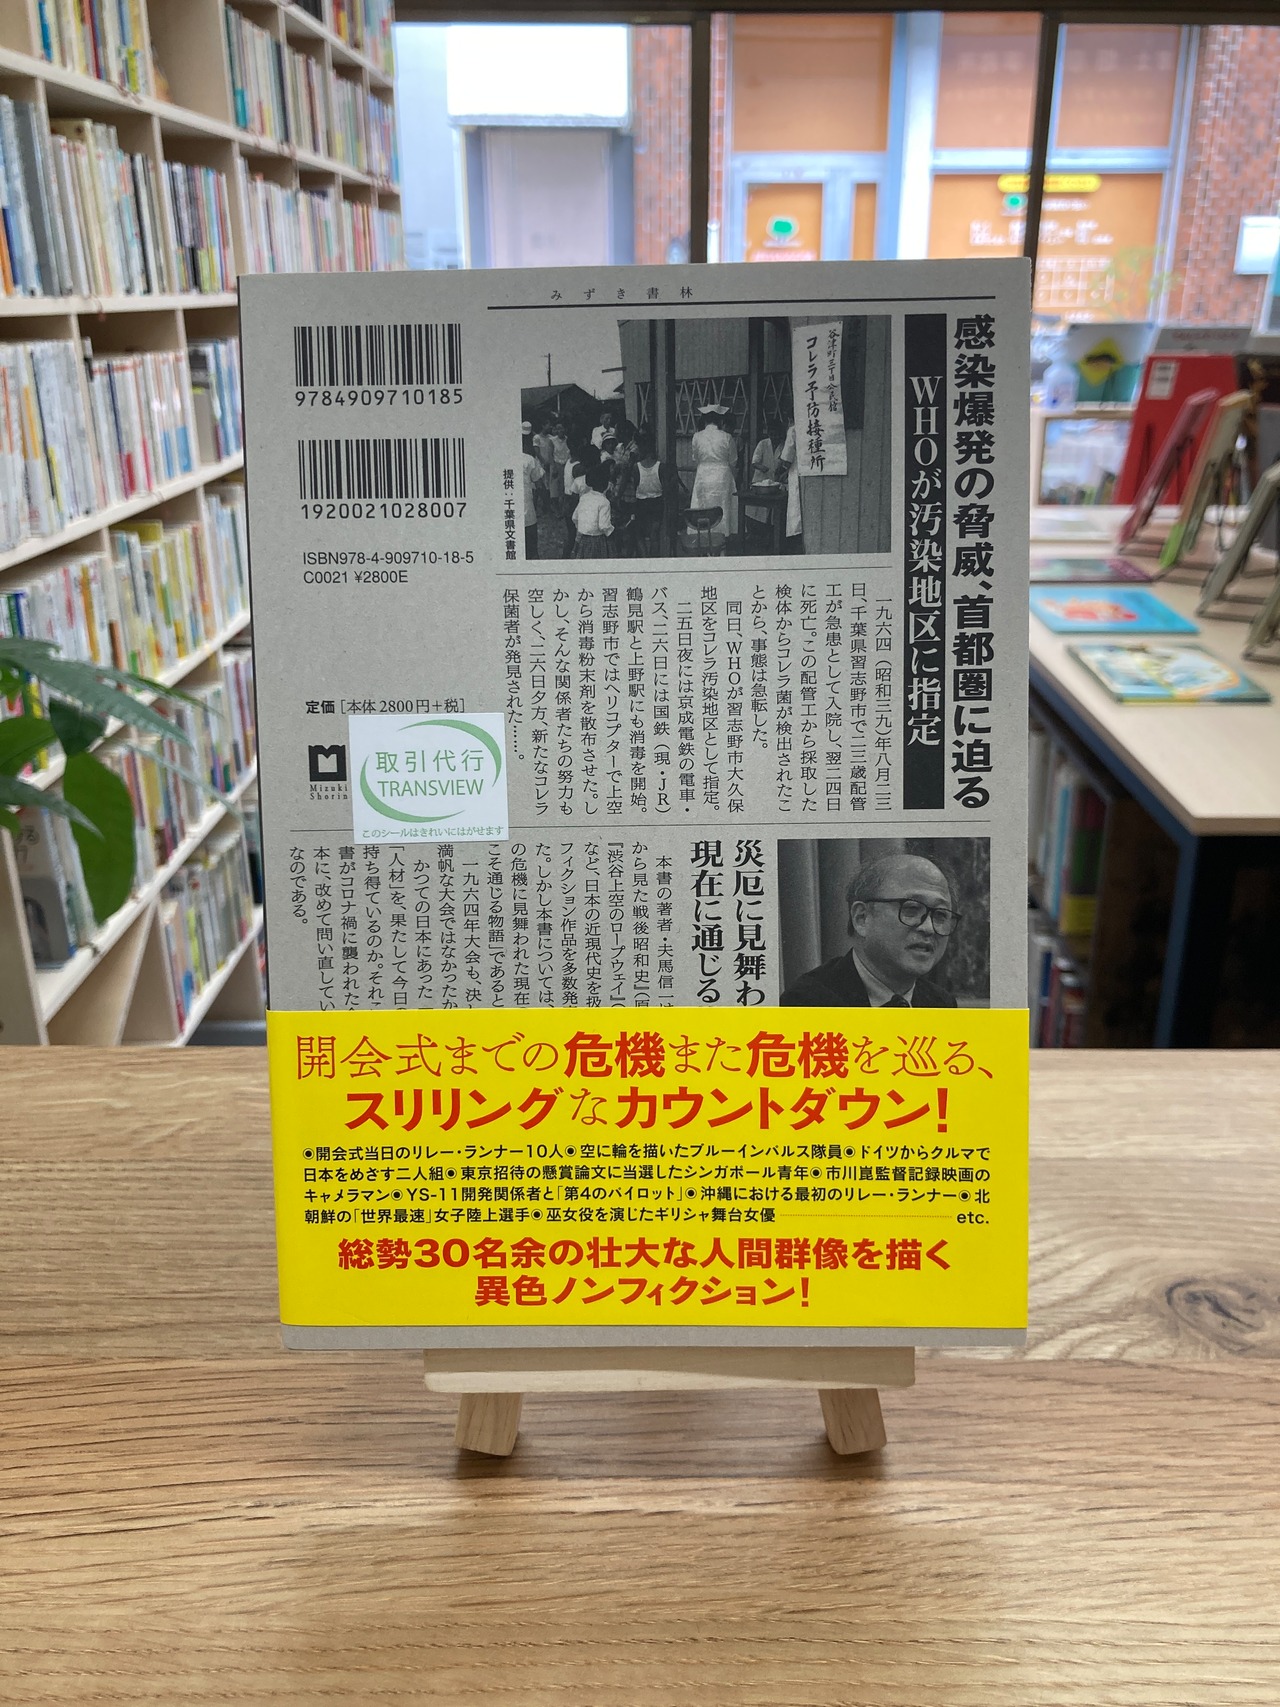 みずき書林
感染爆発の脅威、首都圏に迫る
WHOが汚染地区に指定
谷津町三丁目公民館
コレラ予防接種所
提供:千葉県文書館
9784909710185
1920021028007
ISBN978-4-909710-18-5
C0021 ¥2800E
一九六四(昭和三九)年八月二三
日、千葉県習志野市で二三歳配管
工が急患として入院し、翌二四日
に死亡。この配管工から採取した
検体からコレラ菌が検出されたこ
とから、事態は急転した。
同日、WHOが習志野市大久保
地区をコレラ汚染地区として指定。
二五日夜には京成電鉄の電車・
バス、二六日には国鉄(現・JR)
鶴見駅と上野駅にも消毒を開始。
習志野市ではヘリコプターで上空
から消毒粉末剤を散布させた。し
かし、そんな関係者たちの努力も
空しく、二六日夕方、新たなコレラ
保菌者が発見された……。
定価[本体2800円+税]
Mizuki
Shorin
取引代行
TRANSVIEW
このシールはきれいにはがせます
災厄に見舞わ
現在に通じる
本書の著者・夫馬信一は
から見た戦後昭和史』(
『渋谷上空のロープウェイ』(
など、日本の近現代史を扱
フィクション作品を多数発
た。しかし本書については、
の危機に見舞われた現在
こそ通じる物語」であると
一九六四年大会も、決
満帆な大会ではなかったか
かつての日本にあった
「人材」を、果たして今日の
持ち得ているのか。それこ
書がコロナ禍に襲われた
本に、改めて問い直してい
なのである。
開会式までの危機また危機を巡る、
スリリングなカウントダウン!
◉開会式当日のリレー・ランナー10人◉空に輪を描いたブルーインパルス隊員◉ドイツからクルマで
日本をめざす二人組◉東京招待の懸賞論文に当選したシンガポール青年◉市川崑監督記録映画の
キャメラマン◉YS-11開発関係者と「第4のパイロット」◉沖縄における最初のリレー・ランナー◉北
朝鮮の「世界最速」女子陸上選手◉巫女役を演じたギリシャ舞台女優……etc.
総勢30名余の壮大な人間群像を描く
異色ノンフィクション!